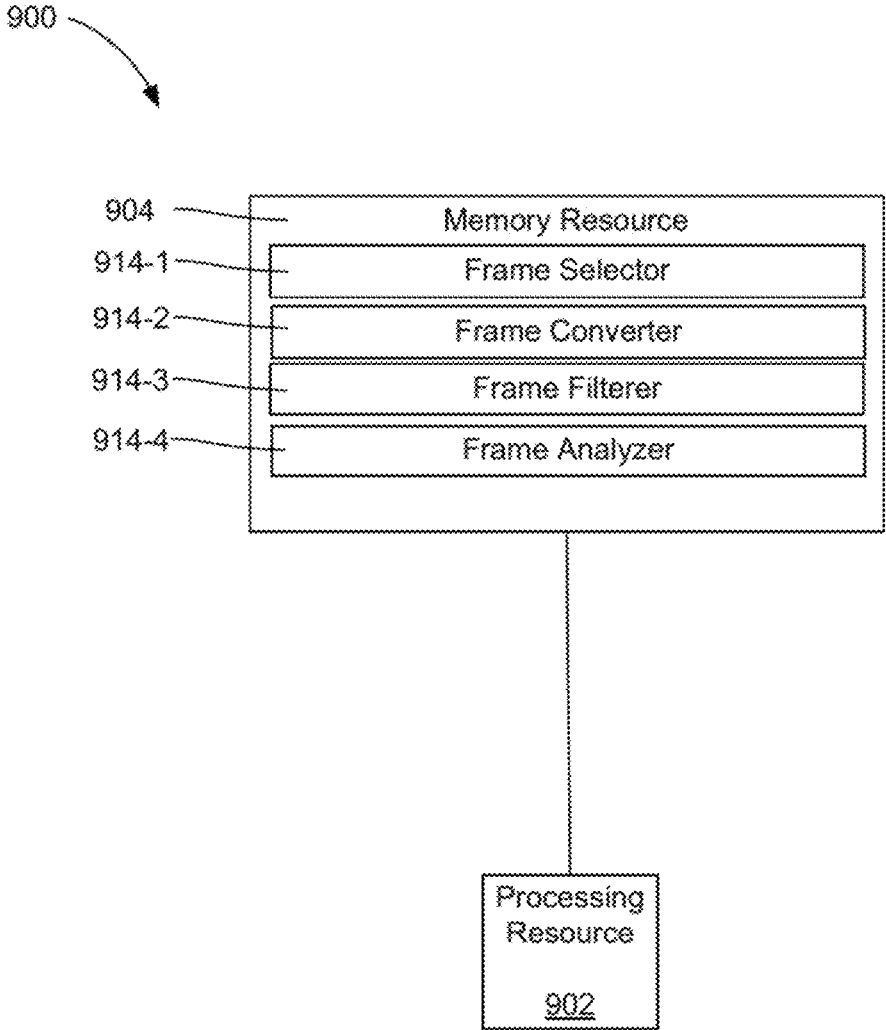 900
904 Memory Resource
914-1 Frame Selector
914-2 Frame Converter
914-3 Frame Filterer
914-4 Frame Analyzer
Processing
Resource
902